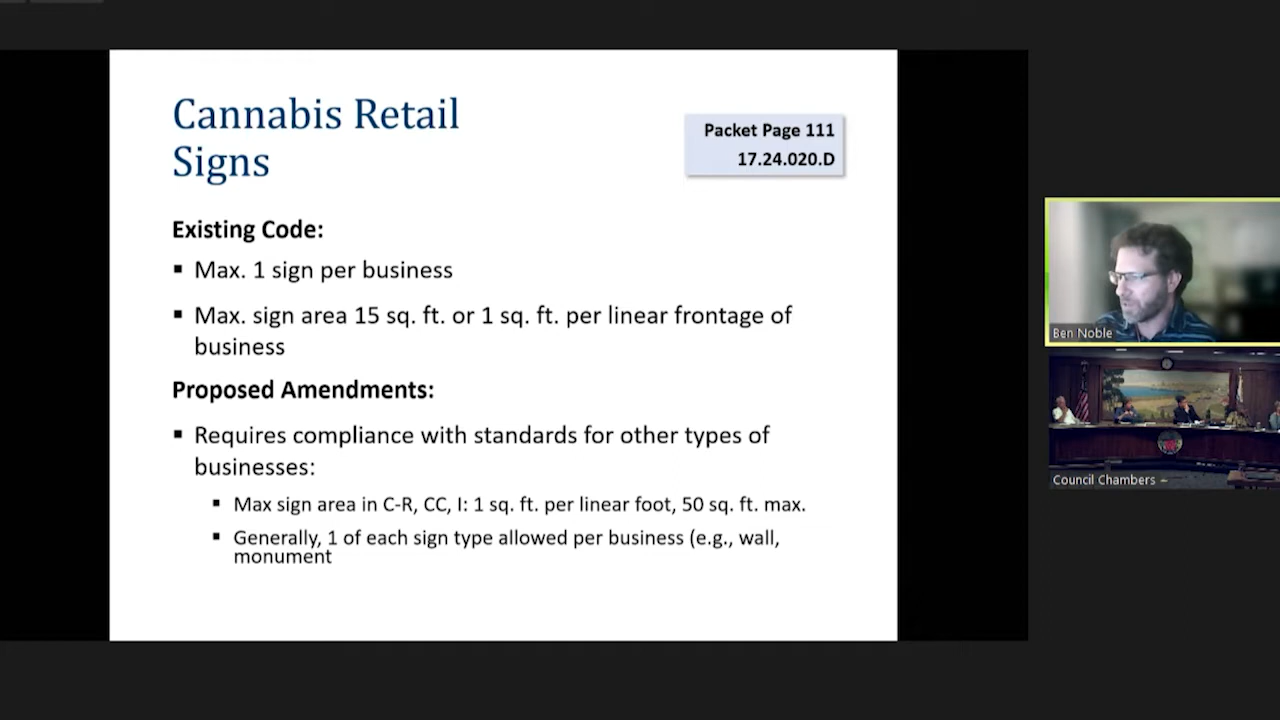 Cannabis Retail
Signs
Packet Page 111
17.24.020.D
Existing Code:
▪ Max. 1 sign per business
▪ Max. sign area 15 sq. ft. or 1 sq. ft. per linear frontage of
business
Proposed Amendments:
▪ Requires compliance with standards for other types of
businesses:
▪ Max sign area in C-R, CC, I: 1 sq. ft. per linear foot, 50 sq. ft. max.
▪ Generally, 1 of each sign type allowed per business (e.g., wall,
monument
Ben Noble
Council Chambers –